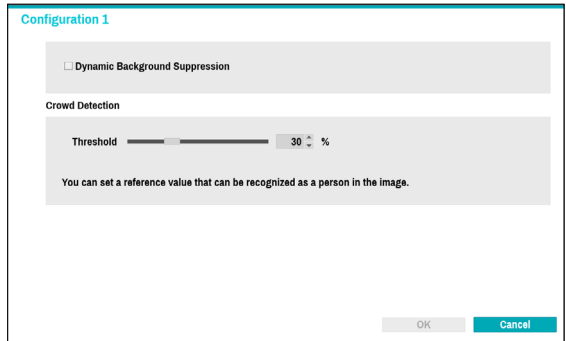 Configuration 1
Dynamic Background Suppression
Crowd Detection
Threshold 30 %
You can set a reference value that can be recognized as a person in the image.
OK Cancel